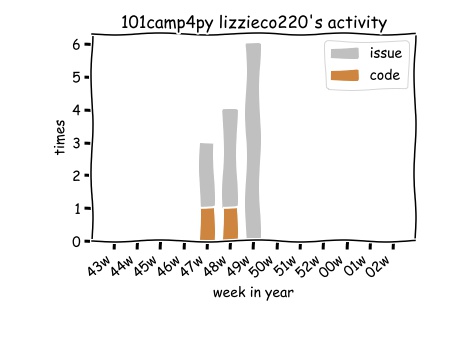 101camp4py lizzieco220's activity
issue
code
6
5
4
3
2
1
0
times
43w 44w 45w 46w 47w 48w 49w 50w 51w 52w 00w 01w 02w
week in year